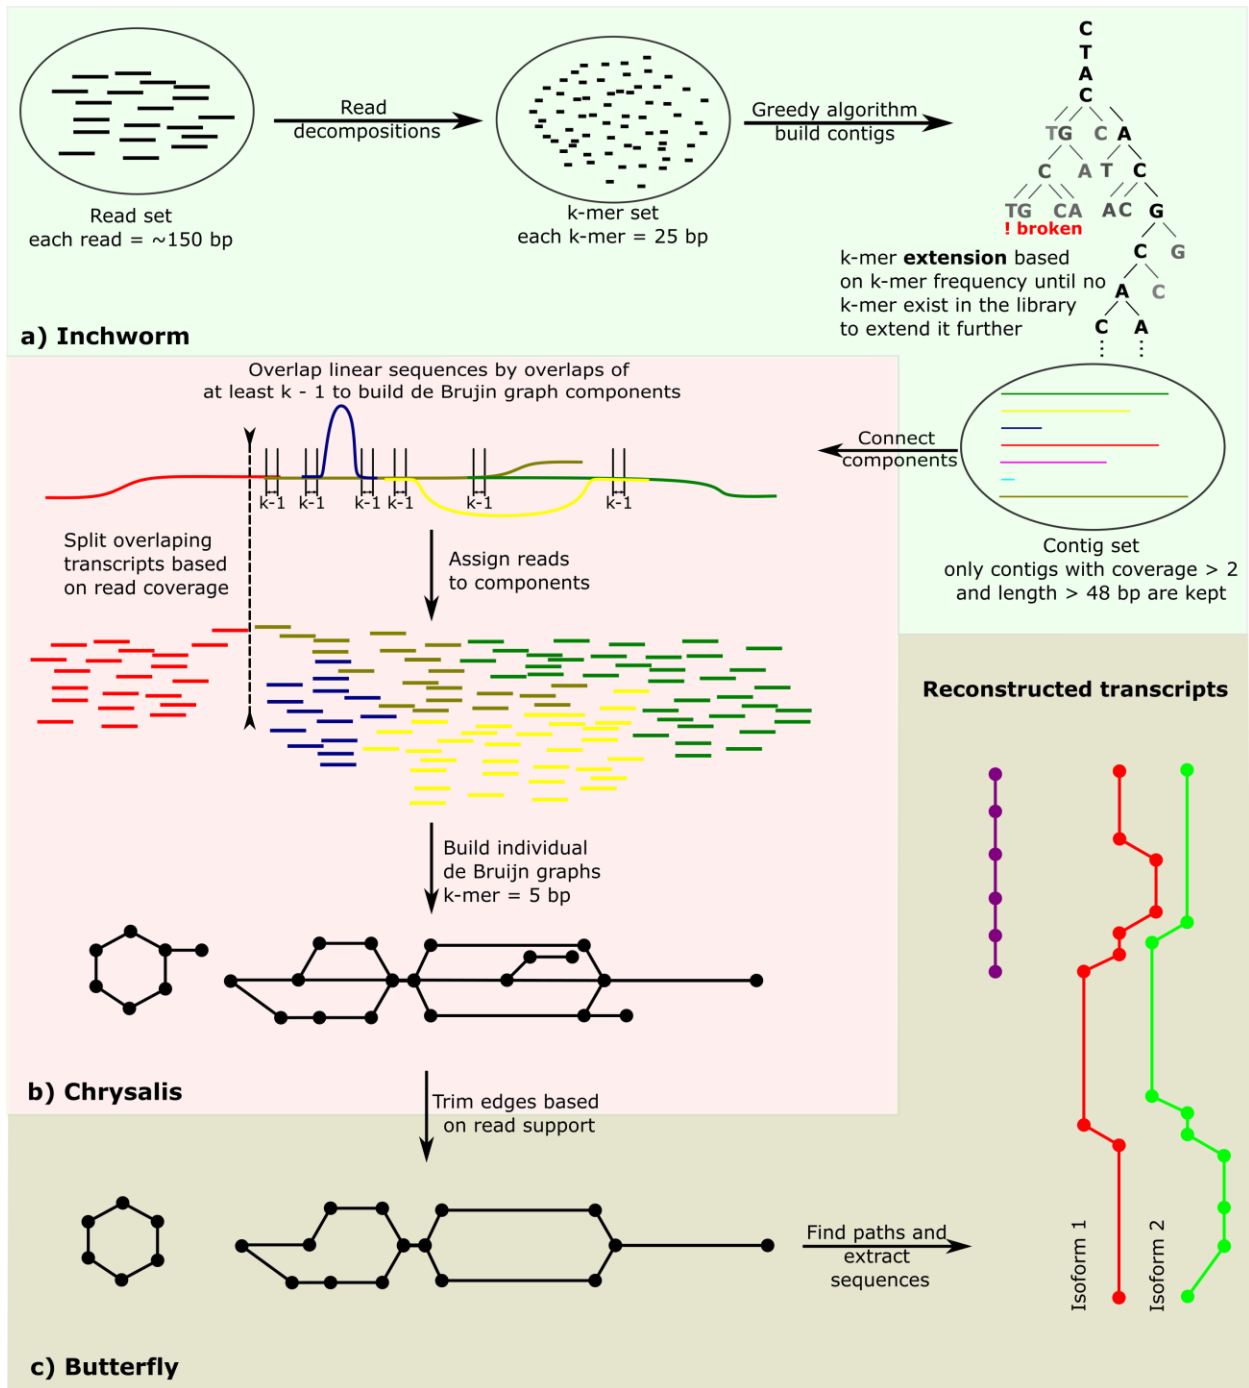 Read
decompositions
Read set
each read = ~150 bp
k-mer set
each k-mer = 25 bp
Greedy algorithm
build contigs
C
T
A
C
TG C A
C A T C
TG CA AC G
! broken
C G
A C
C A
k-mer extension based
on k-mer frequency until no
k-mer exist in the library
to extend it further
a) Inchworm
Overlap linear sequences by overlaps of
at least k - 1 to build de Brujin graph components
Connect
components
k-1 k-1 k-1 k-1 k-1 k-1
Contig set
only contigs with coverage > 2
and length > 48 bp are kept
Split overlaping
transcripts based
on read coverage
Assign reads
to components
Build individual
de Bruijn graphs
k-mer = 5 bp
b) Chrysalis
Reconstructed transcripts
Trim edges based
on read support
Find paths and
extract
sequences
Isoform 1
Isoform 2
c) Butterfly